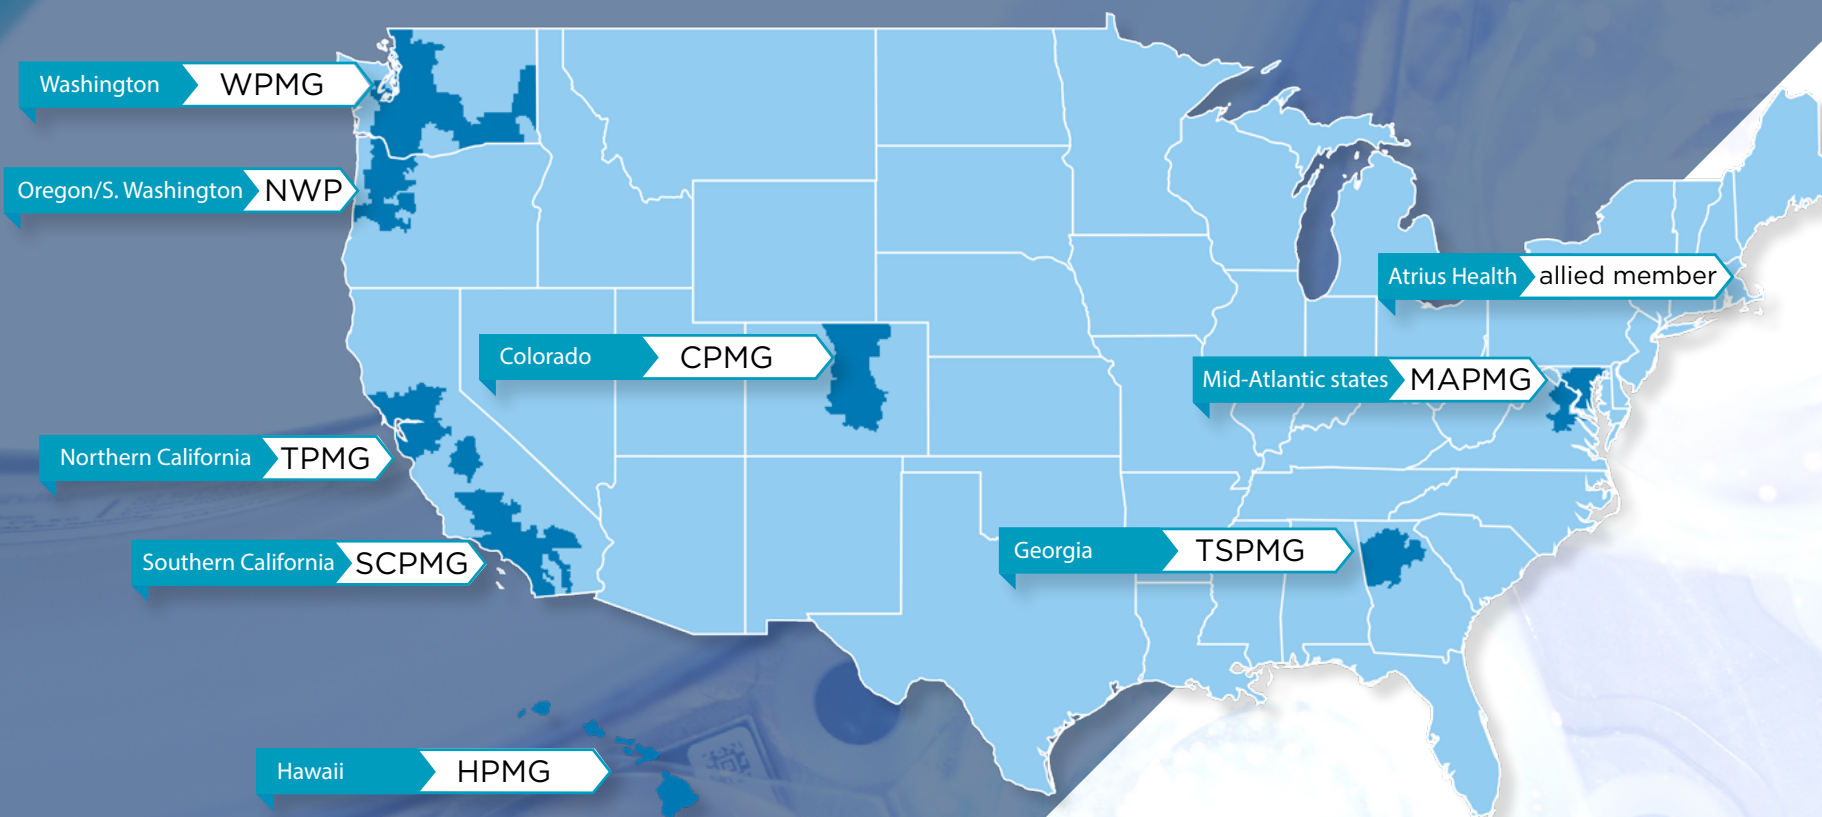 Washington WPMG
Oregon/S. Washington NWP
Atrius Health allied member
Colorado CPMG
Mid-Atlantic states MAPMG
Northern California TPMG
Georgia TSPMG
Southern California SCPMG
Hawaii HPMG